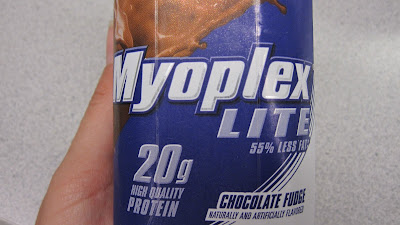 Myoplex
LITE
55% LESS FAT
20g
HIGH QUALITY
PROTEIN
CHOCOLATE FUDGE
NATURALLY AND ARTIFICIALLY FLAVORED